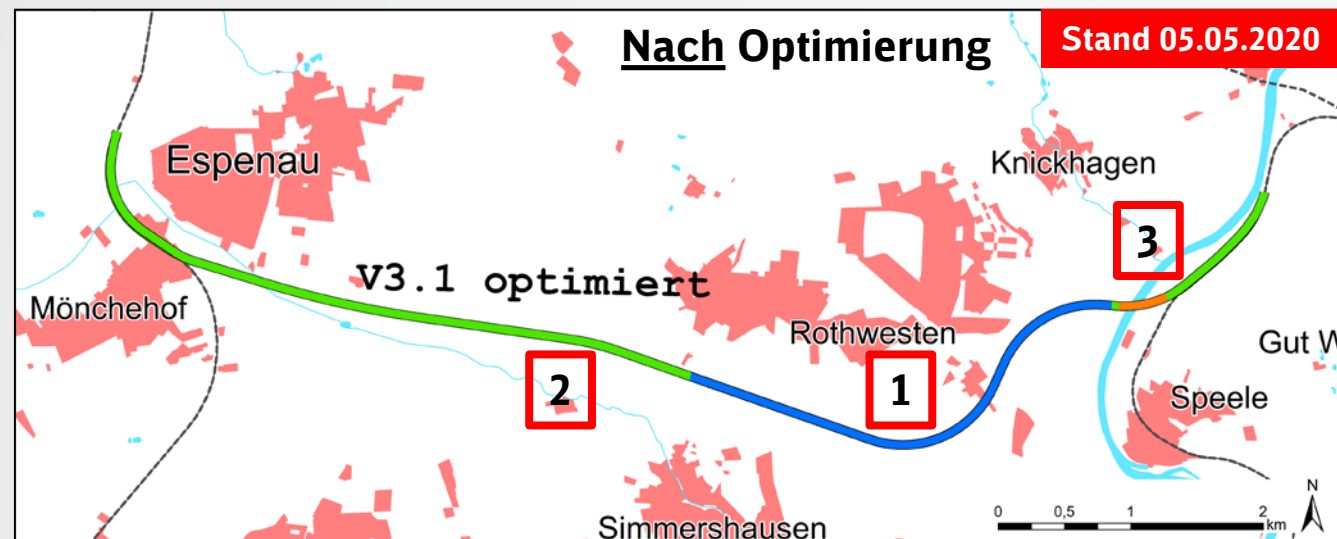 Nach Optimierung
Stand 05.05.2020
Espenau
Knickhagen
3
V3.1 optimiert
Mönchehof
Rothwesten
Gut W
2
1
Speele
Simmershausen
0 0,5 1 2 km
N